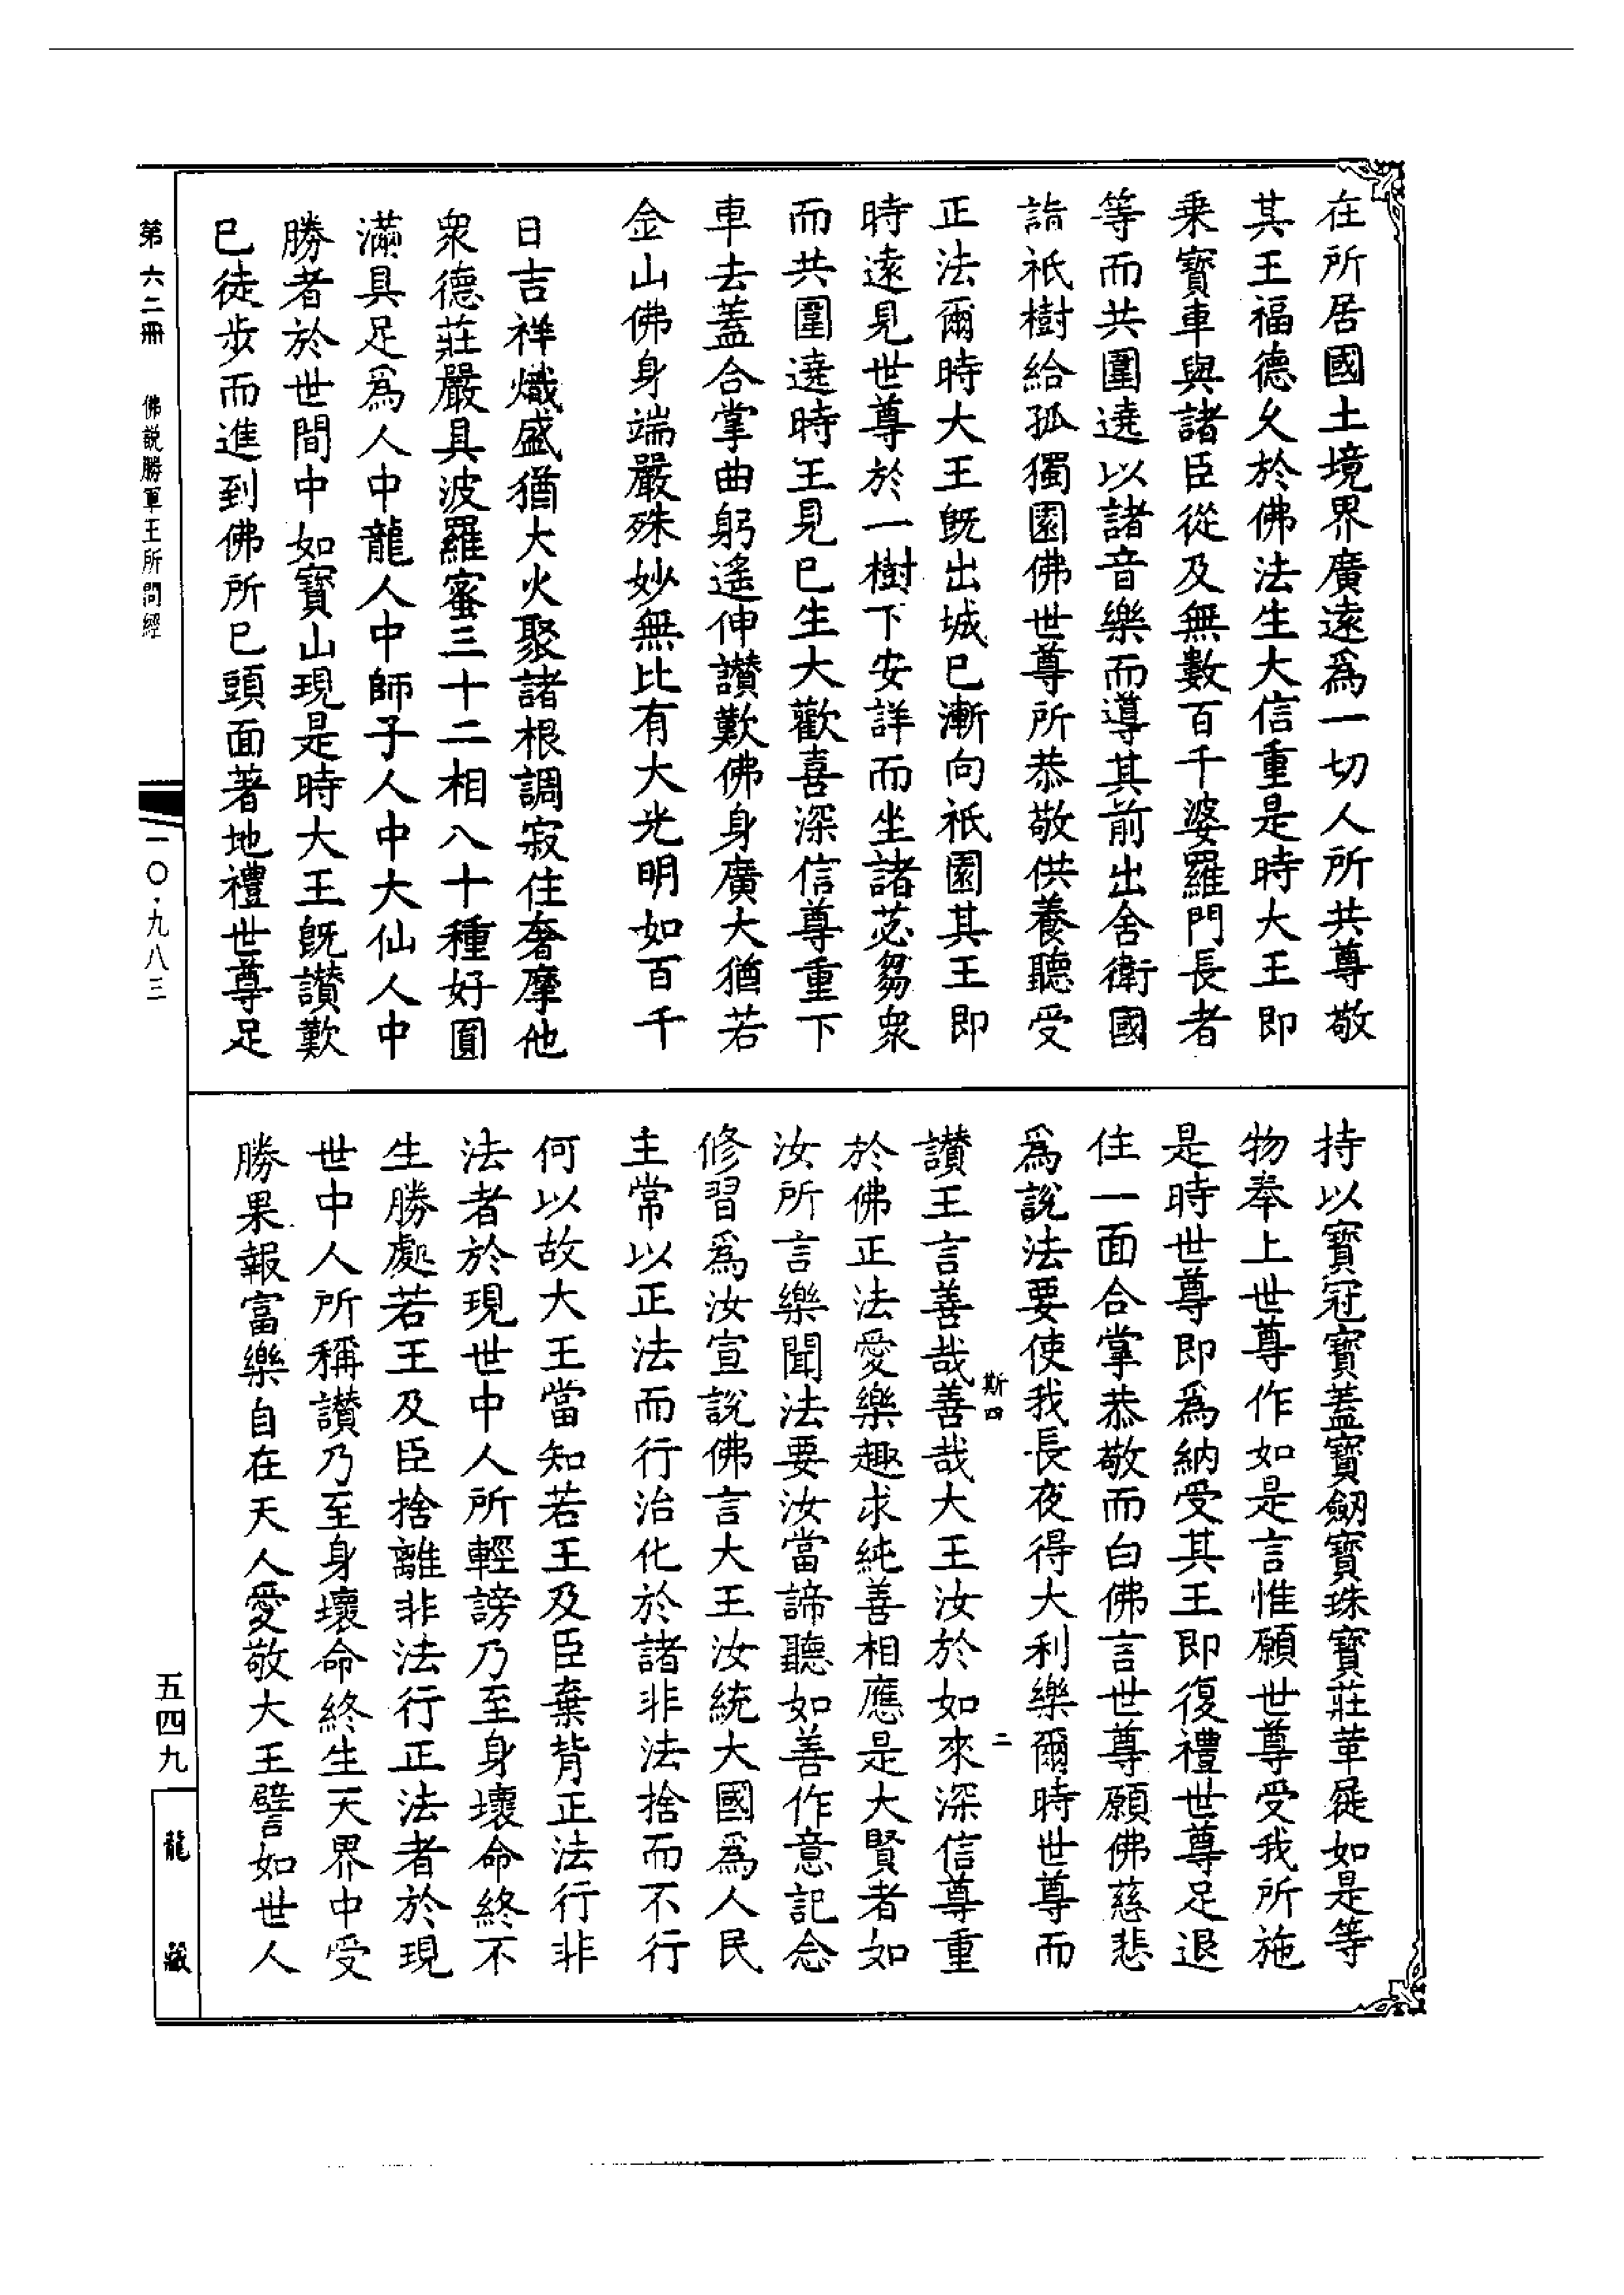 在所居國土境界廣遠爲一切人所共尊敬
其王福德久於佛法生大信重是時大王即
乗寶車與諸臣從及無數百千婆羅門長者
等而共圍遶以諸音樂而導其前出舍衛國
詣祇樹給孤獨園佛世尊所恭敬供養聽受
正法爾時大王既出城已漸向祇園其王即
時遠見世尊於一樹下安詳而坐諸苾芻衆
而共圍遶時王見已生大歡喜深信尊重下
車去蓋合掌曲躬遥伸讃歎佛身廣大猶若
金山佛身端嚴殊妙無比有大光明如百千
日吉祥熾盛猶大火聚諸根調寂住奢摩他
衆德莊嚴具波羅蜜三十二相八十種好圓
滿具足爲人中龍人中師子人中大仙人中
勝者於世間中如寶山現是時大王既讃歎
已徒步而進到佛所已頭面著地禮世尊足
持以寶冠寶蓋寶劒寶珠寶莊革屣如是等
物奉上世尊作如是言惟願世尊受我所施
是時世尊即爲納受其王即復禮世尊足退
住一面合掌恭敬而白佛言世尊願佛慈悲
爲說法要使我長夜得大利樂爾時世尊而
斯四 二
讃王言善哉善哉大王汝於如來深信尊重
於佛正法愛樂趣求純善相應是大賢者如
汝所言樂聞法要汝當諦聽如善作意記念
修習爲汝宣說佛言大王汝統大國爲人民
主常以正法而行治化於諸非法捨而不行
何以故大王當知若王及臣棄背正法行非
法者於現世中人所輕謗乃至身壞命終不
生勝處若王及臣捨離非法行正法者於現
世中人所稱讃乃至身壞命終生天界中受
勝果報富樂自在天人愛敬大王譬如世人
第六二冊 佛説勝軍王所問經
一〇·九八三
五四九
龍藏